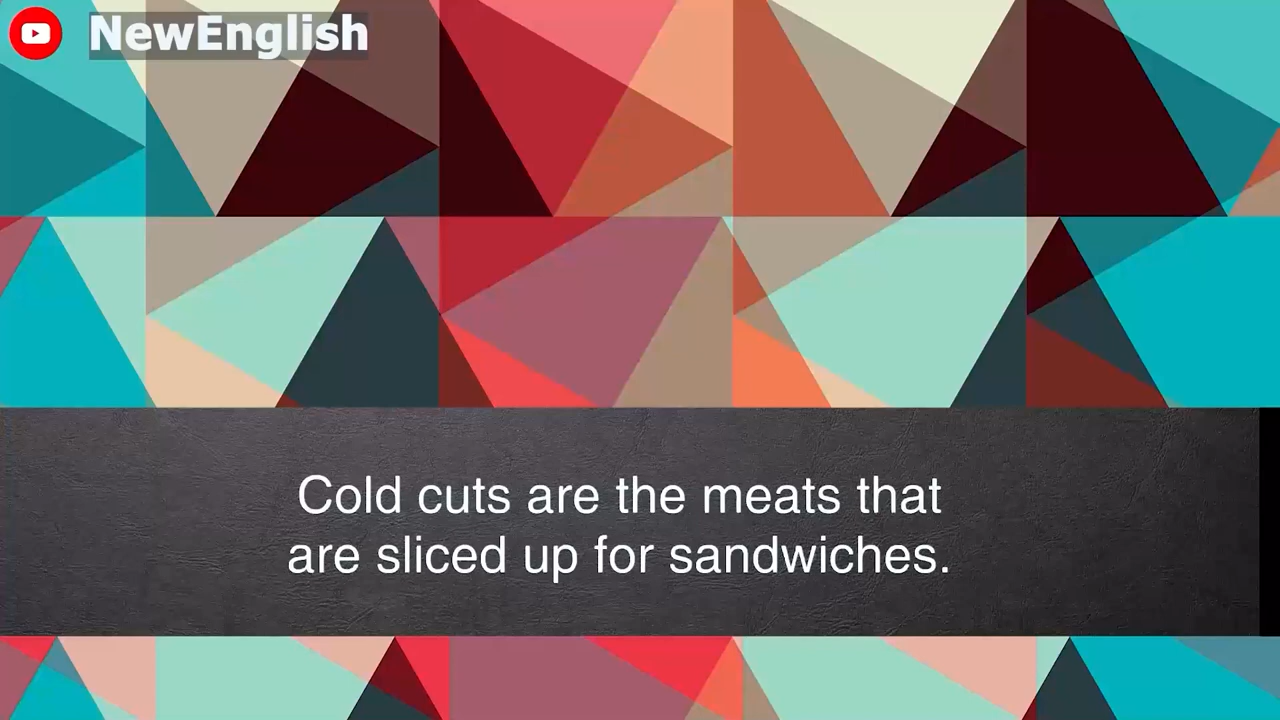 NewEnglish
Cold cuts are the meats that
are sliced up for sandwiches.